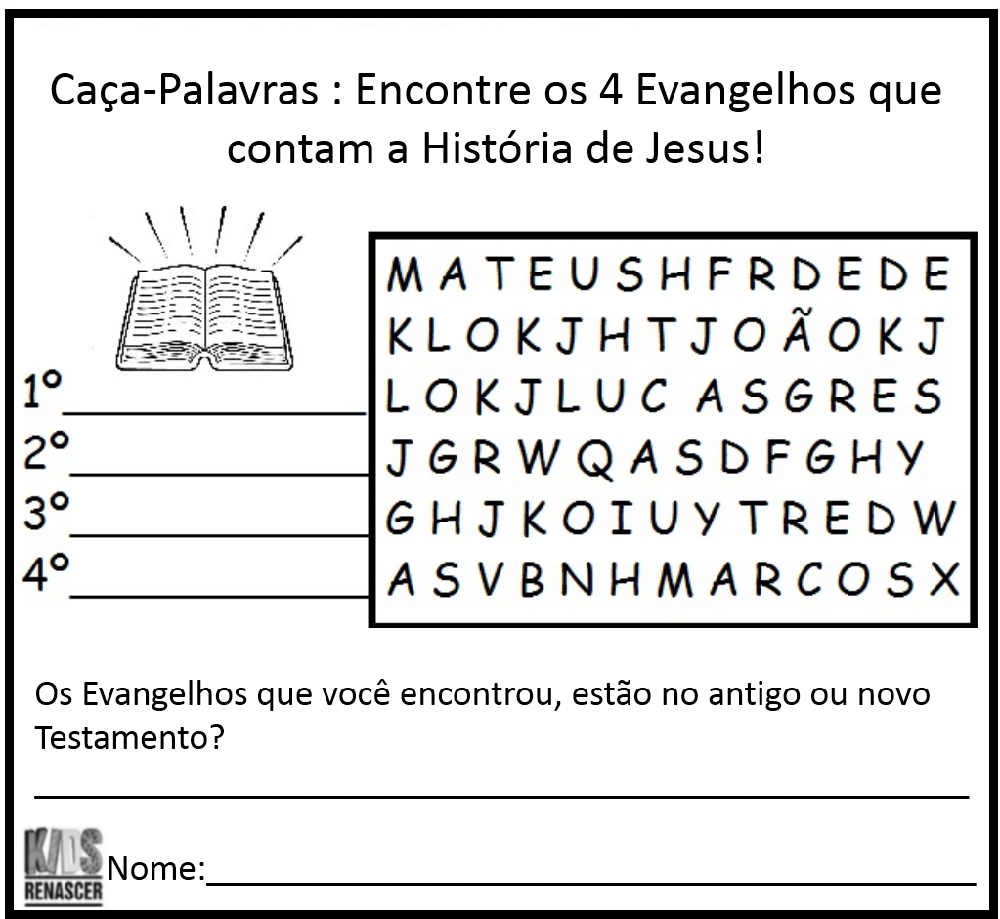 Caça-Palavras : Encontre os 4 Evangelhos que
contam a História de Jesus!
M A T E U S H F R D E D E
K L O K J H T J O Ã O K J
L O K J L U C A S G R E S
J G R W Q A S D F G H Y
G H J K O I U Y T R E D W
A S V B N H M A R C O S X
1º
2º
3º
4º
Os Evangelhos que você encontrou, estão no antigo ou novo
Testamento?
KIDS
RENASCER
Nome: